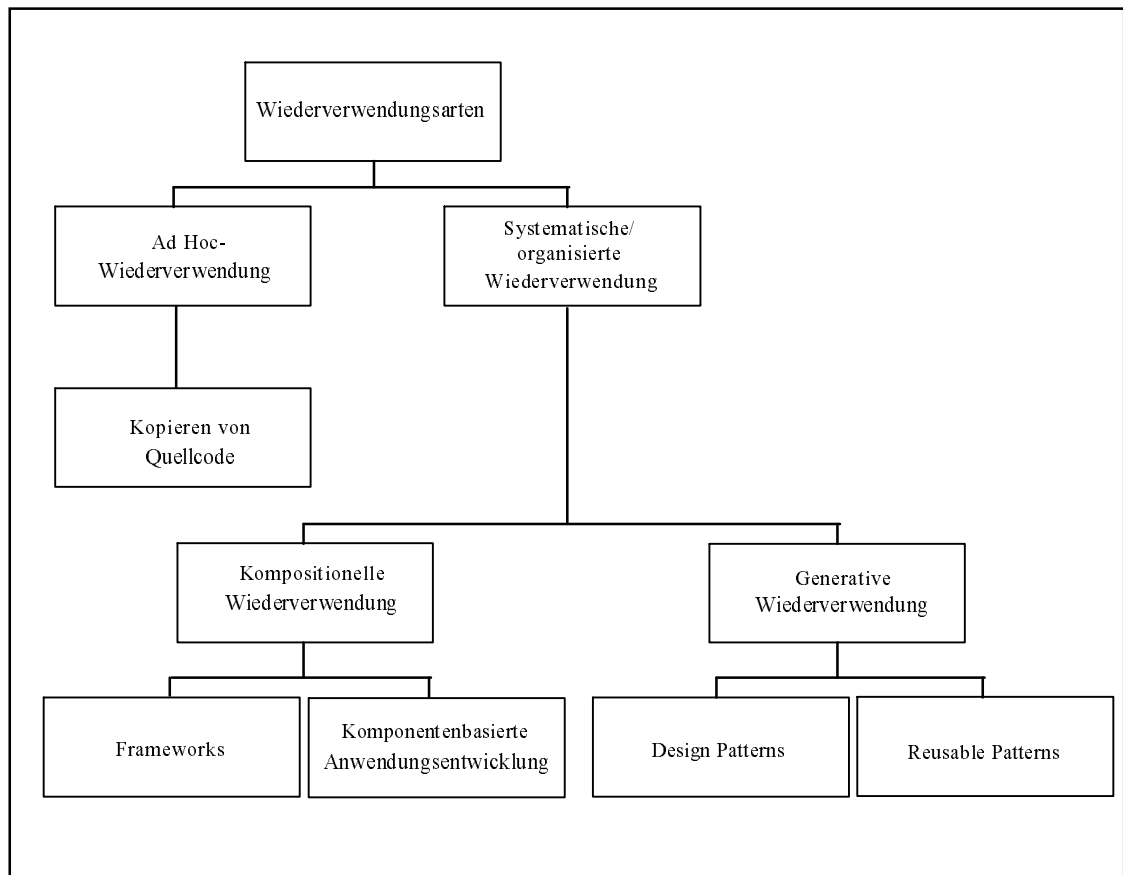 Wiederverwendungsarten
Ad Hoc-
Wiederverwendung
Systematische/
organisierte
Wiederverwendung
Kopieren von
Quellcode
Kompositionelle
Wiederverwendung
Generative
Wiederverwendung
Frameworks
Komponentenbasierte
Anwendungsentwicklung
Design Patterns
Reusable Patterns